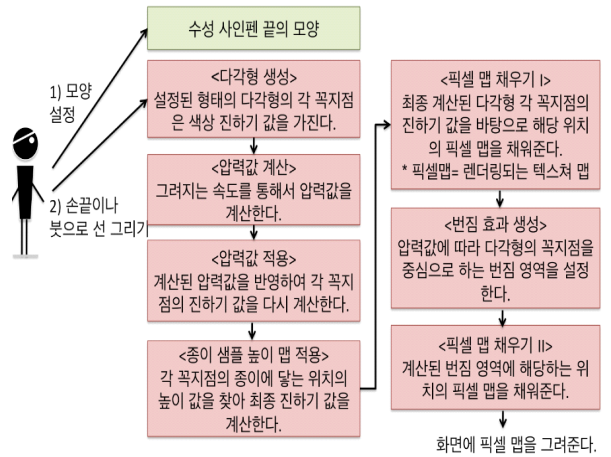 수성 사인펜 끝의 모양
1) 모양
설정
2) 손끝이나
붓으로 선 그리기
<다각형 생성>
설정된 형태의 다각형의 각 꼭지점
은 색상 진하기 값을 가진다.
<압력값 계산>
그려지는 속도를 통해서 압력값을
계산한다.
<압력값 적용>
계산된 압력값을 반영하여 각 꼭지
점의 진하기 값을 다시 계산한다.
<종이 샘플 높이 맵 적용>
각 꼭지점의 종이에 닿는 위치의
높이 값을 찾아 최종 진하기 값을
계산한다.
<픽셀 맵 채우기 I>
최종 계산된 다각형 각 꼭지점의
진하기 값을 바탕으로 해당 위치
의 픽셀 맵을 채워준다.
* 픽셀맵= 렌더링되는 텍스쳐 맵
<번짐 효과 생성>
압력값에 따라 다각형의 꼭지점을
중심으로 하는 번짐 영역을 설정
한다.
<픽셀 맵 채우기 II>
계산된 번짐 영역에 해당하는 위
치의 픽셀 맵을 채워준다.
화면에 픽셀 맵을 그려준다.